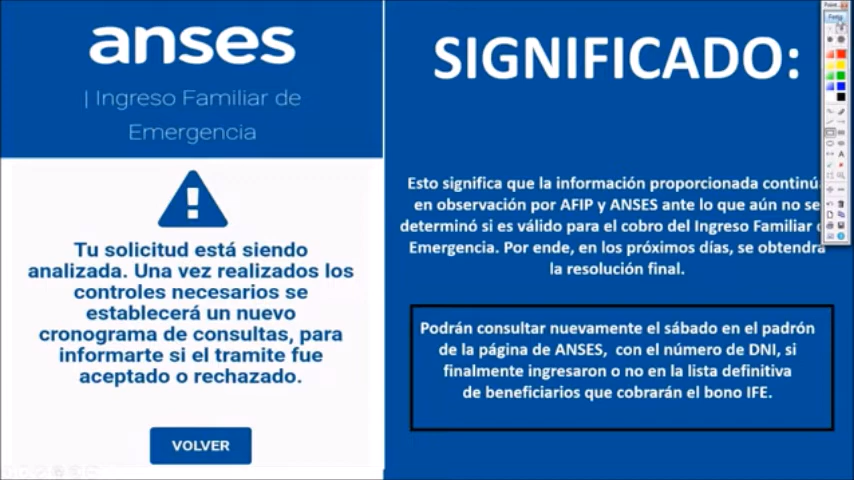 anses
| Ingreso Familiar de
Emergencia
Tu solicitud está siendo
analizada. Una vez realizados los
controles necesarios se
establecerá un nuevo
cronograma de consultas, para
informarte si el tramite fue
aceptado o rechazado.
VOLVER
SIGNIFICADO:
Esto significa que la información proporcionada continú
en observación por AFIP y ANSES ante lo que aún no se
determinó si es válido para el cobro del Ingreso Familiar
Emergencia. Por ende, en los próximos días, se obtendrá
la resolución final.
Podrán consultar nuevamente el sábado en el padrón
de la página de ANSES, con el número de DNI, si
finalmente ingresaron o no en la lista definitiva
de beneficiarios que cobrarán el bono IFE.